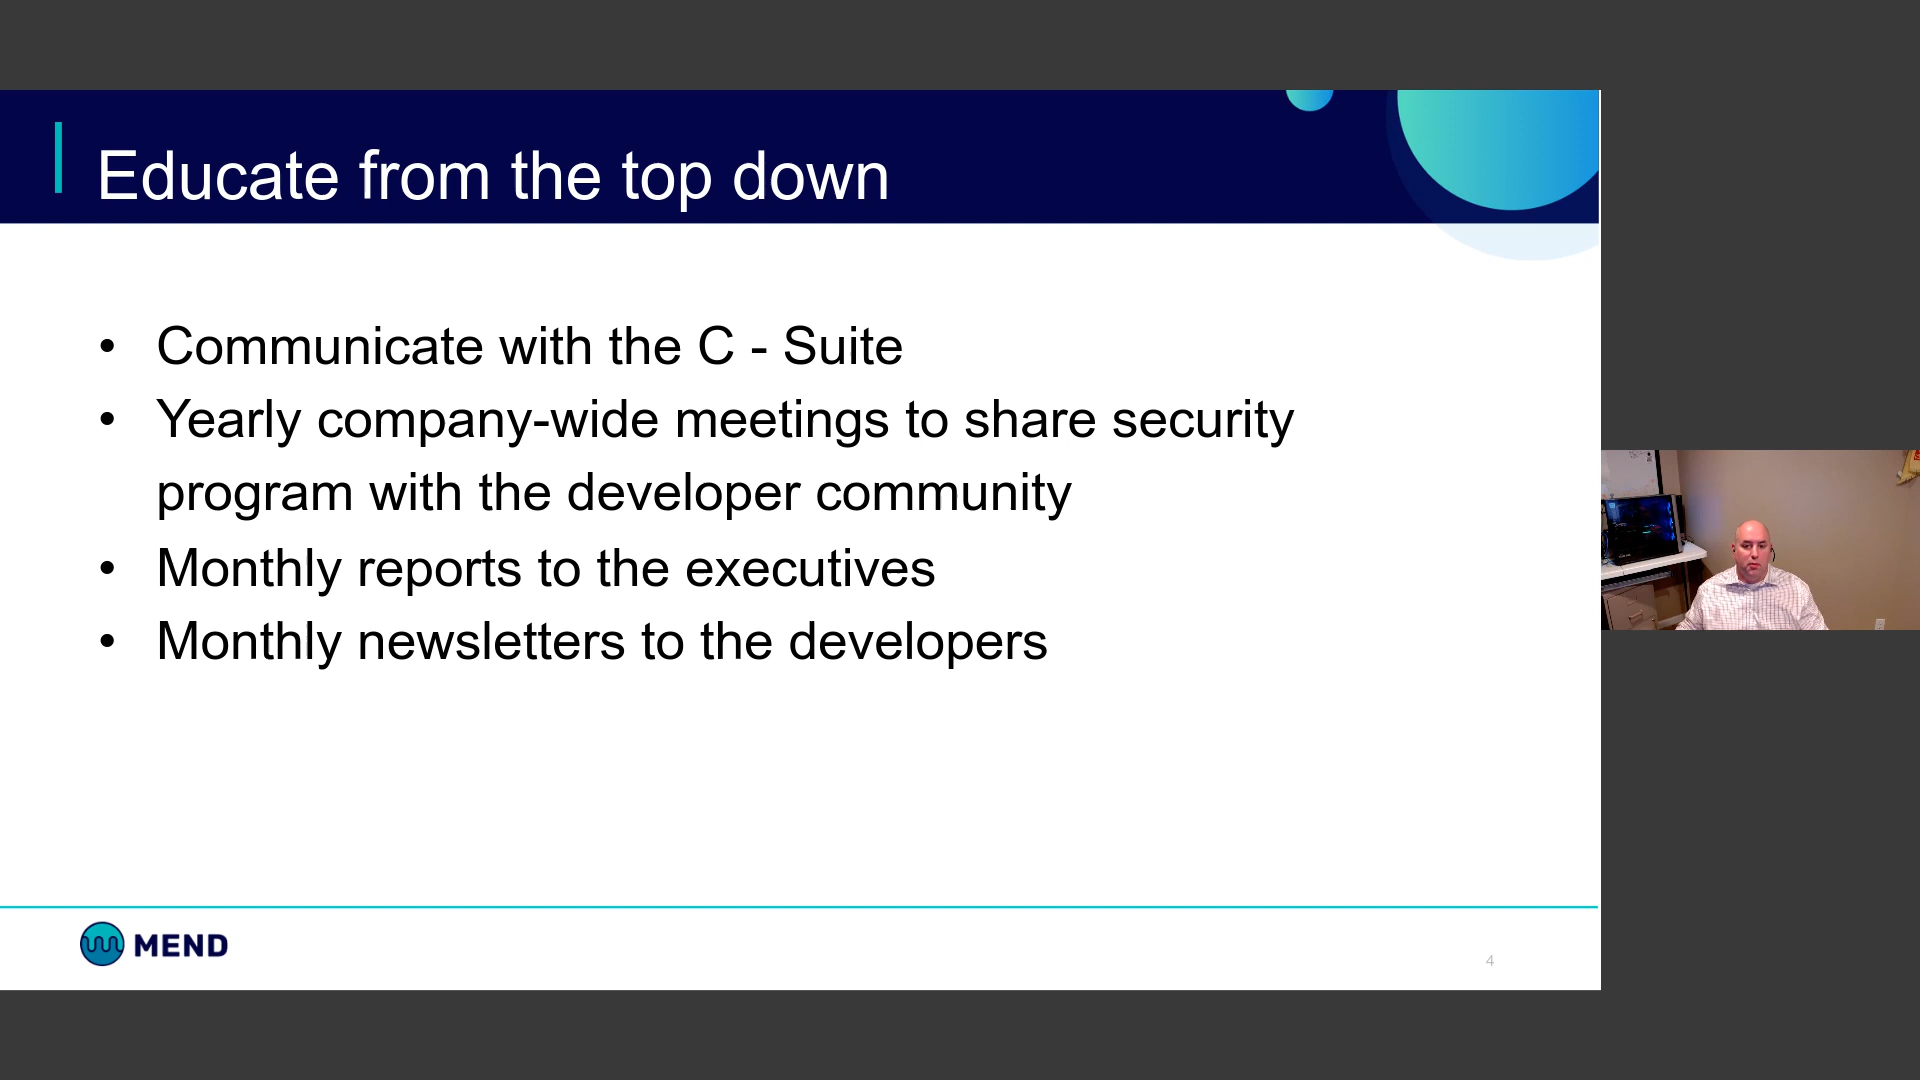 Educate from the top down
• Communicate with the C - Suite
• Yearly company-wide meetings to share security
program with the developer community
• Monthly reports to the executives
• Monthly newsletters to the developers
MEND
4